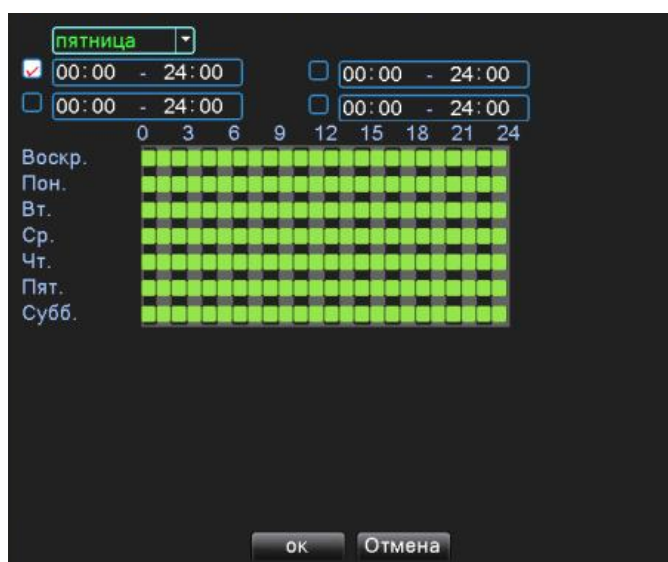 пятница
00:00 - 24:00 00:00 - 24:00
00:00 - 24:00 00:00 - 24:00
0 3 6 9 12 15 18 21 24
Воскр.
Пон.
Вт.
Ср.
Чт.
Пят.
Субб.
ок Отмена